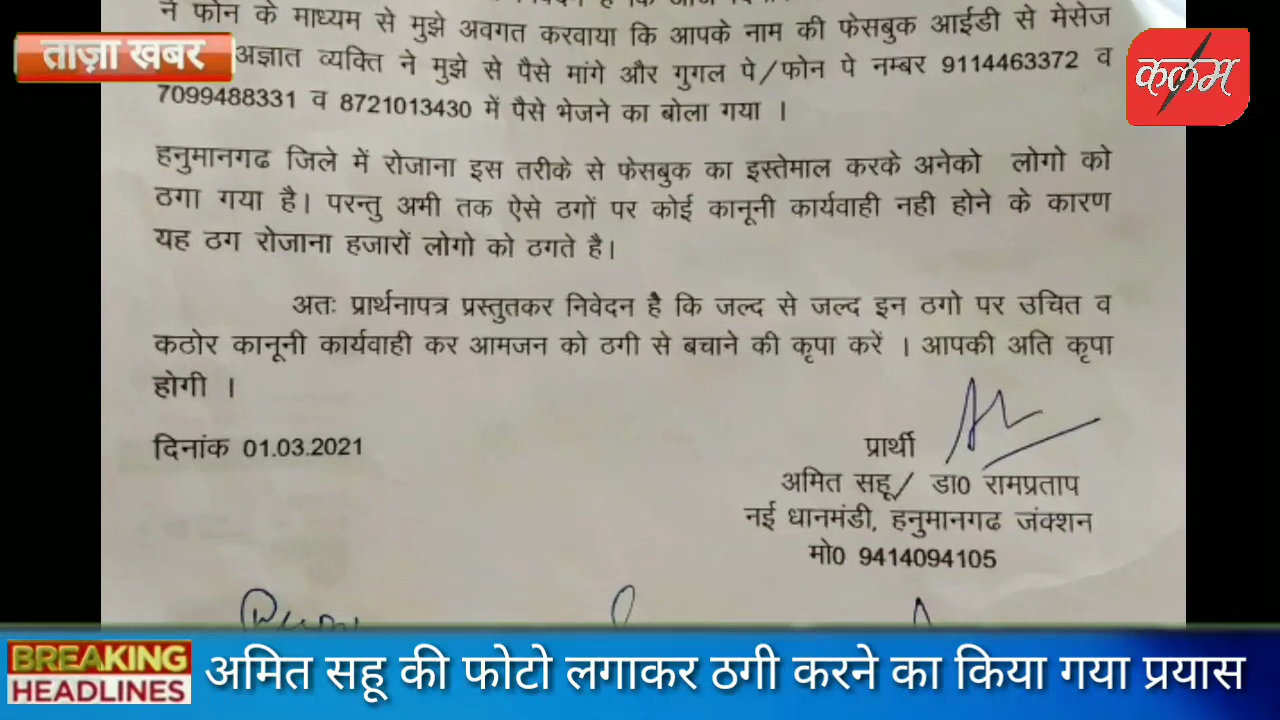 ने फोन के माध्यम से मुझे अवगत करवाया कि आपके नाम की फेसबुक आईडी से मेसेज
ताज़ा खबर
अज्ञात व्यक्ति ने मुझे से पैसे मांगे और गुगल पे/फोन पे नम्बर 9114463372 व
कलम
7099488331 व 8721013430 में पैसे भेजने का बोला गया ।
हनुमानगढ जिले में रोजाना इस तरीके से फेसबुक का इस्तेमाल करके अनेको लोगो को
ठगा गया है। परन्तु अभी तक ऐसे ठगों पर कोई कानूनी कार्यवाही नही होने के कारण
यह ठग रोजाना हजारों लोगो को ठगते है।
अतः प्रार्थनापत्र प्रस्तुतकर निवेदन है कि जल्द से जल्द इन ठगो पर उचित व
कठोर कानूनी कार्यवाही कर आमजन को ठगी से बचाने की कृपा करें । आपकी अति कृपा
होगी ।
दिनांक 01.03.2021
प्रार्थी
अमित सहू/ डा0 रामप्रताप
नई धानमंडी, हनुमानगढ जंक्शन
मो0 9414094105
BREAKING
HEADLINES
अमित सहू की फोटो लगाकर ठगी करने का किया गया प्रयास